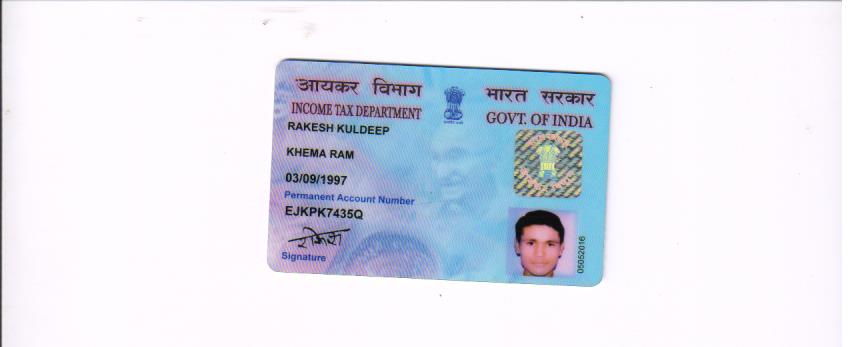 आयकर विभाग
INCOME TAX DEPARTMENT
भारत सरकार
GOVT. OF INDIA
RAKESH KULDEEP
KHEMA RAM
03/09/1997
Permanent Account Number
EJKPK7435Q
राकेश
Signature
05052016